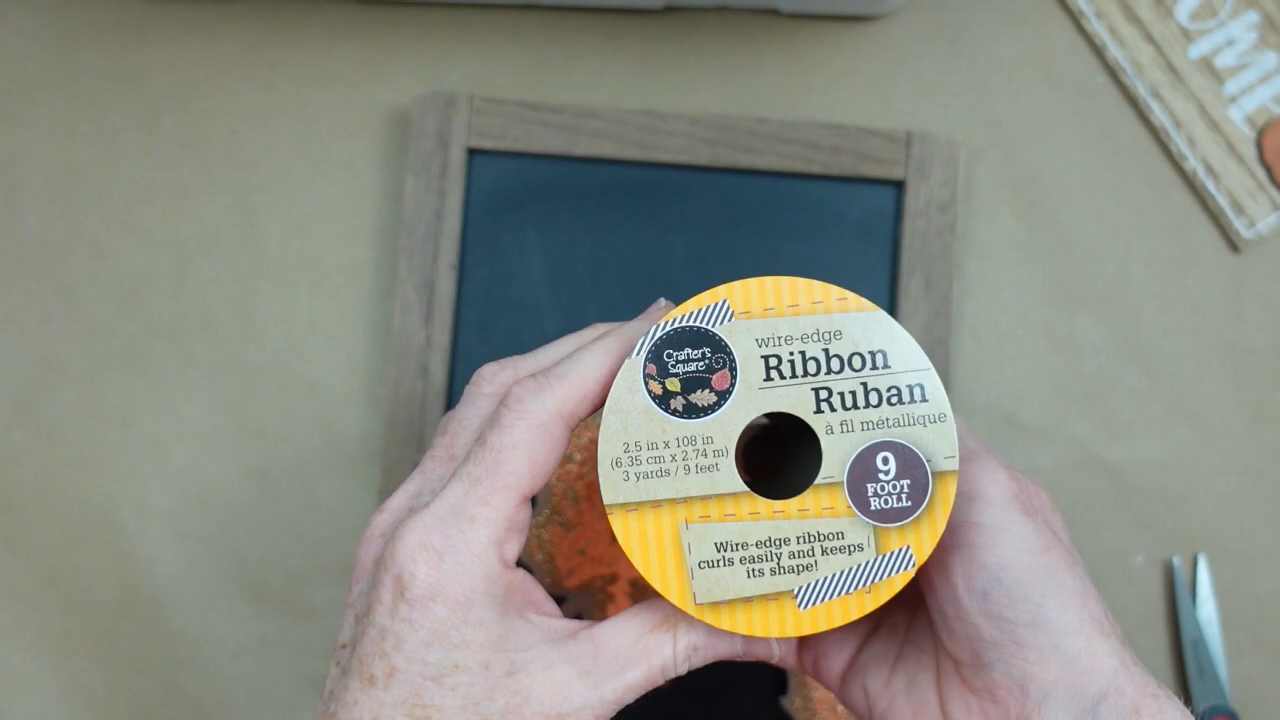 OME
Crafter's
Square®
wire-edge
Ribbon
Ruban
à fil métallique
2.5 in x 108 in
(6.35 cm x 2.74 m)
3 yards / 9 feet
9
FOOT
ROLL
Wire-edge ribbon
curls easily and keeps
its shape!